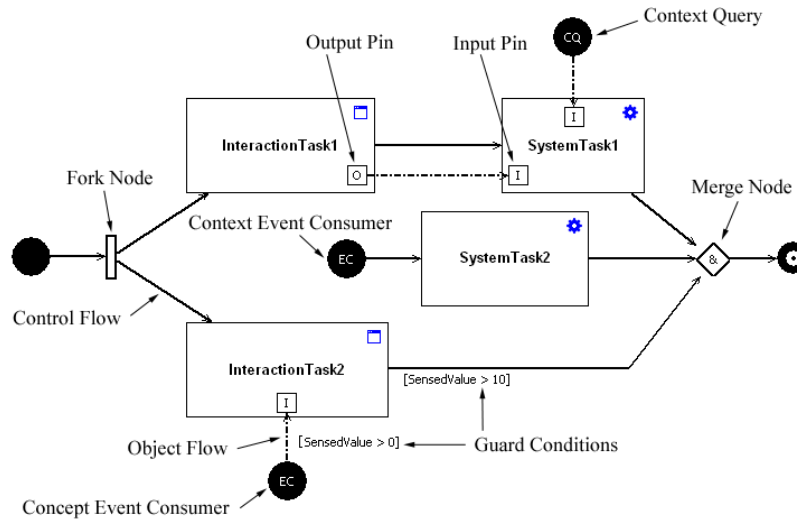 Context Query
CQ
Output Pin
Input Pin
I
InteractionTask1
SystemTask1
O
I
Fork Node
Merge Node
Context Event Consumer
EC
SystemTask2
&
Control Flow
InteractionTask2
[SensedValue > 10]
I
Object Flow
[SensedValue > 0]
Guard Conditions
EC
Concept Event Consumer